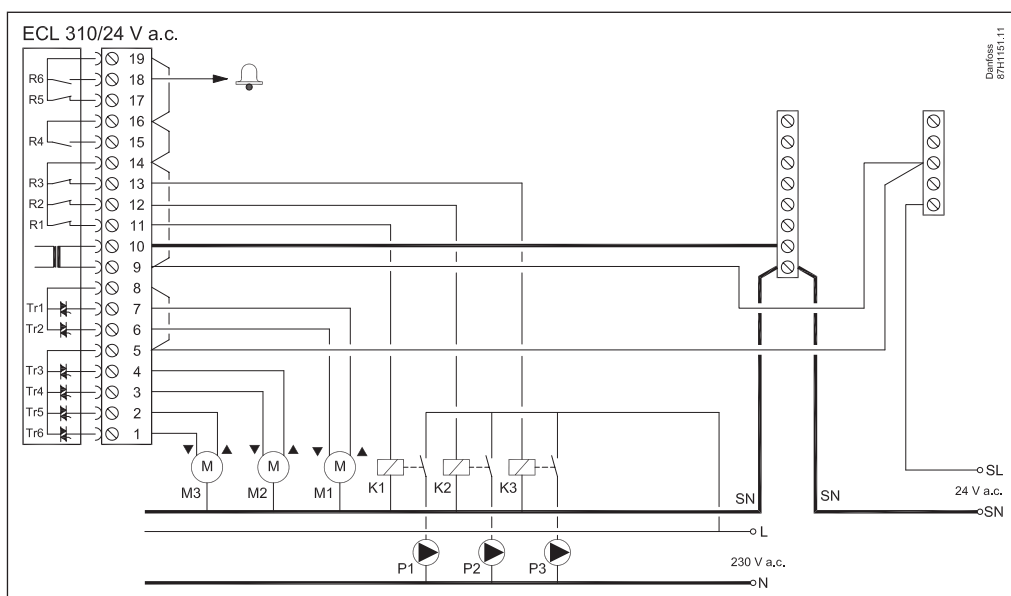 ECL 310/24 V a.c.
Danfoss
87H1151.11
19
R6 18
R5 17
16
R4 15
14
R3 13
R2 12
R1 11
10
9
8
Tr1 7
Tr2 6
5
Tr3 4
Tr4 3
Tr5 2
Tr6 1
M M M
M3 M2 M1 K1 K2 K3
SN SN
SL
24 V a.c.
SN
L
P1 P2 P3
230 V a.c.
N